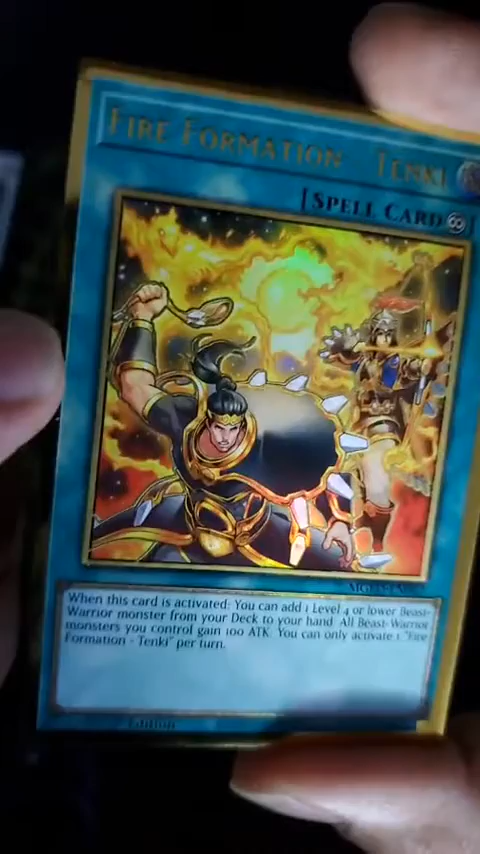 FIRE FORMATION - TENKI
[SPELL CARD
When this card is activated: You can add 1 Level 4 or lower Beast-
Warrior monster from your Deck to your hand. All Beast-Warrior
monsters you control gain 100 ATK. You can only activate 1 "Fire
Formation - Tenki" per turn.
Edition